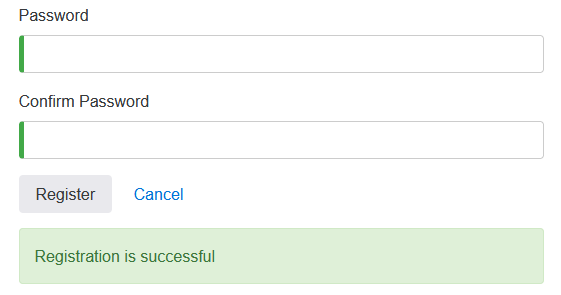 Password
Confirm Password
Register Cancel
Registration is successful